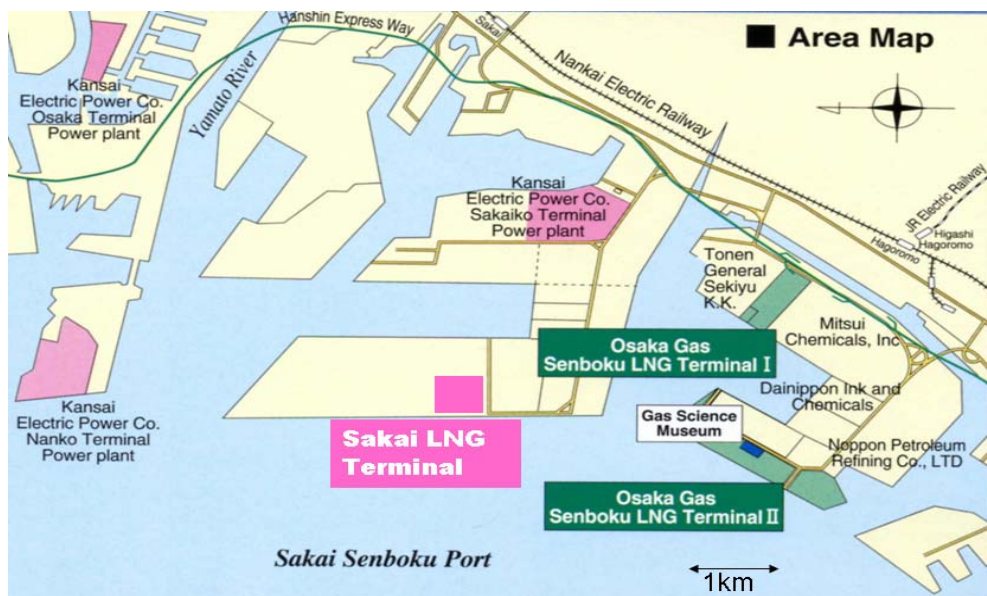 Hanshin Express Way
Sakai
Area Map
Kansai
Electric Power Co.
Osaka Terminal
Power plant
Yamato River
Nankai Electric Railway
Kansai
Electric Power Co.
Sakaiko Terminal
Power plant
JR Electric Railway
Higashi
Hagoromo
Hagoromo
Tonen
General
Sekiyu
K.K.
Mitsui
Chemicals, Inc
Osaka Gas
Senboku LNG Terminal I
Dainippon Ink and
Chemicals
Gas Science
Museum
Kansai
Electric Power Co.
Nanko Terminal
Power plant
Sakai LNG
Terminal
Noppon Petroleum
Refining Co., LTD
Osaka Gas
Senboku LNG Terminal II
Sakai Senboku Port
1km